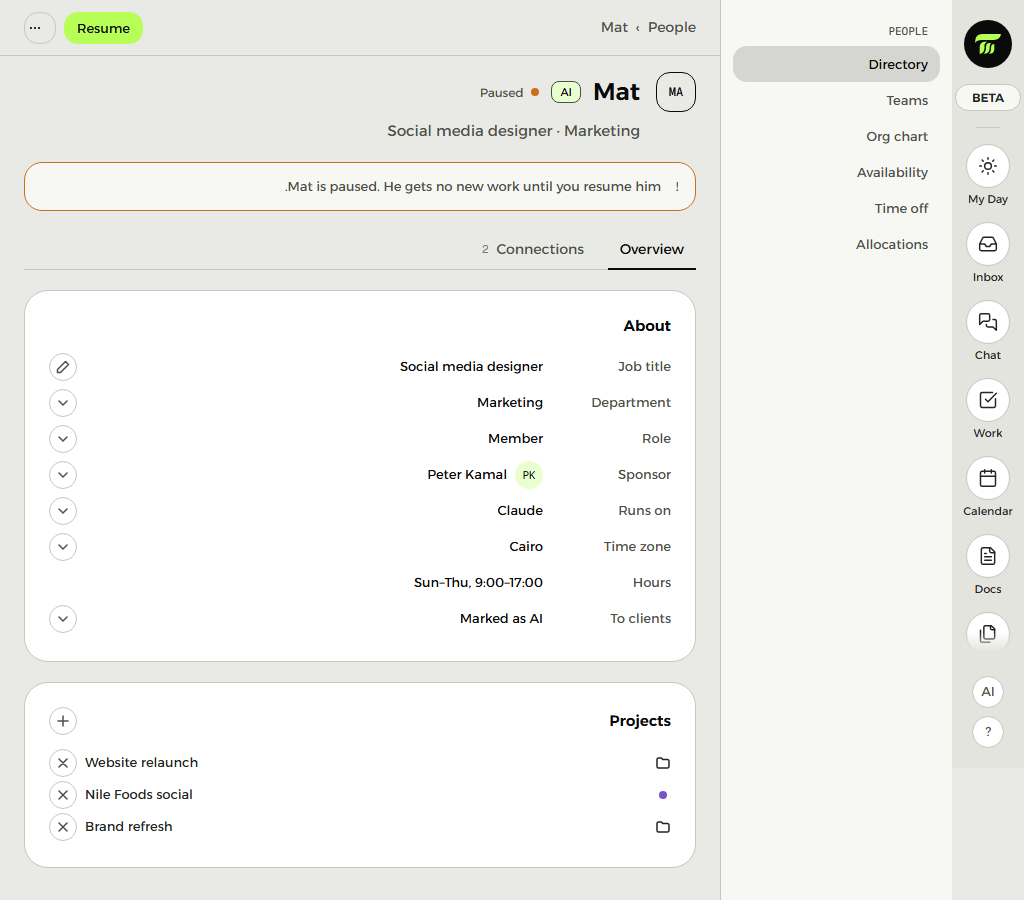 BETA
My Day
Inbox
Chat
Work
Calendar
Docs
AI
?
PEOPLE
Directory
Teams
Org chart
Availability
Time off
Allocations
People › Mat
Resume
...
MA
Mat
AI
Paused
Social media designer · Marketing
! Mat is paused. He gets no new work until you resume him.
Overview
Connections 2
About
Job title Social media designer
Department Marketing
Role Member
Sponsor PK Peter Kamal
Runs on Claude
Time zone Cairo
Hours Sun–Thu, 9:00–17:00
To clients Marked as AI
Projects
Website relaunch
Nile Foods social
Brand refresh